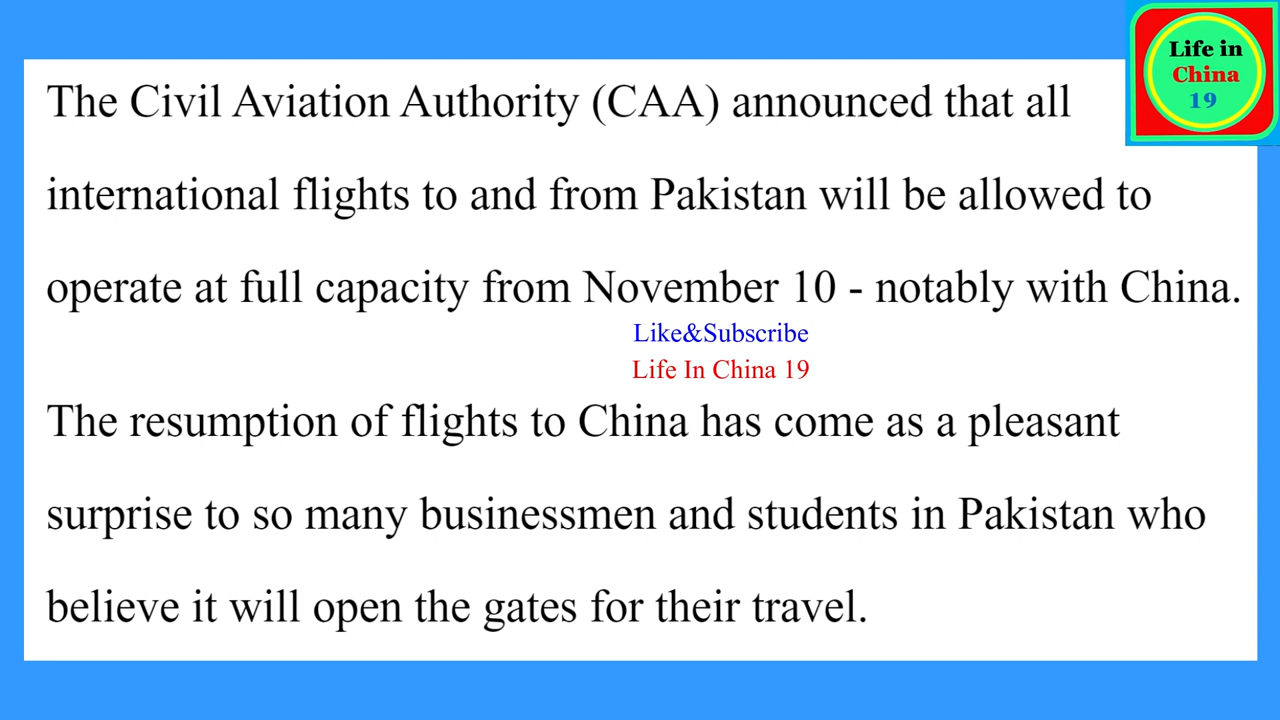 Life in
China
19
The Civil Aviation Authority (CAA) announced that all
international flights to and from Pakistan will be allowed to
operate at full capacity from November 10 - notably with China.
Like&Subscribe
Life In China 19
The resumption of flights to China has come as a pleasant
surprise to so many businessmen and students in Pakistan who
believe it will open the gates for their travel.